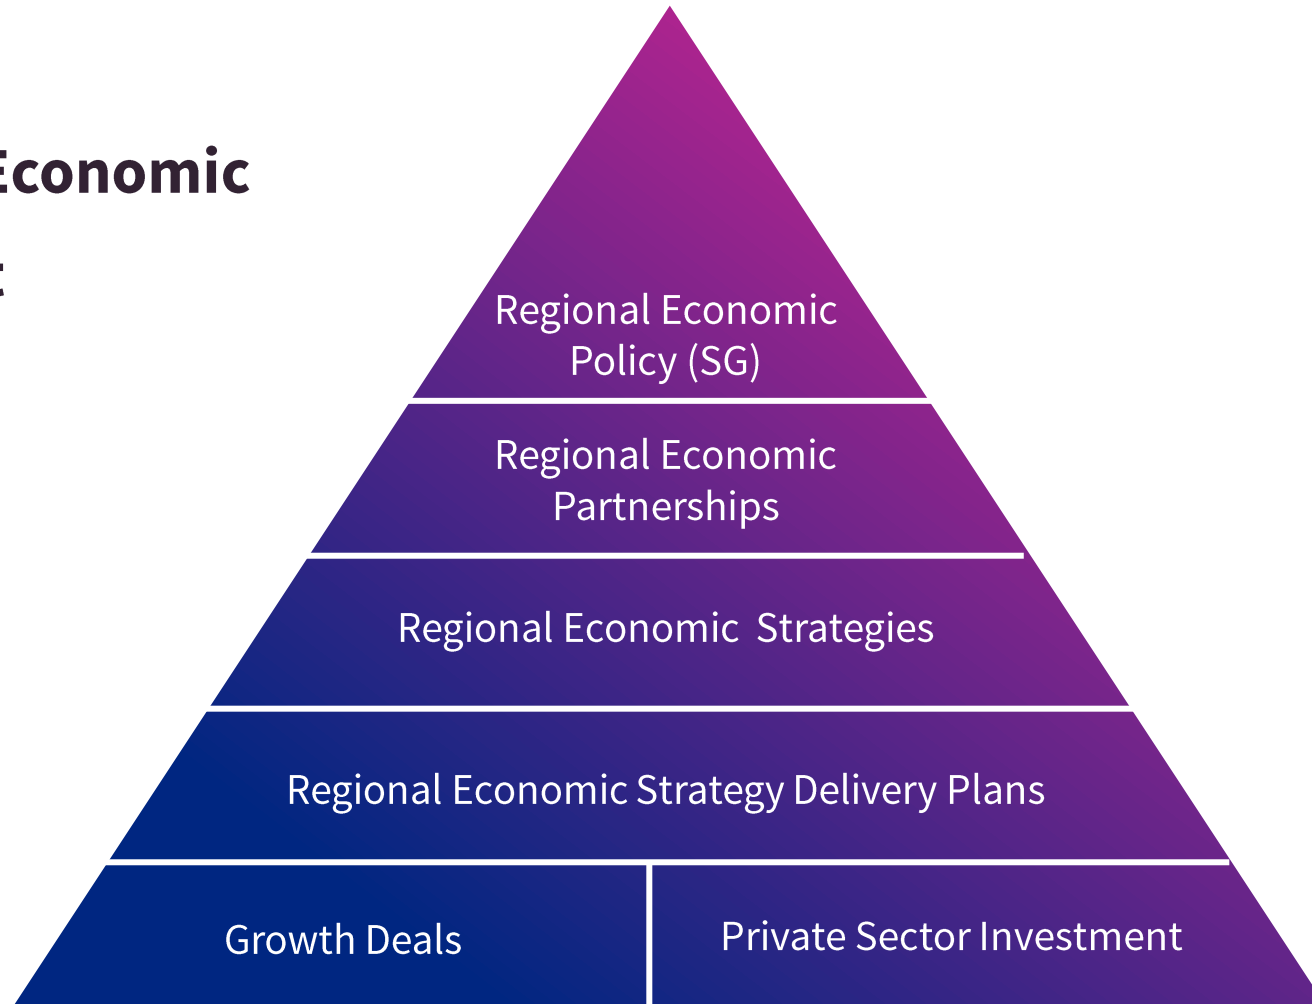 Economic
Regional Economic
Policy (SG)
Regional Economic
Partnerships
Regional Economic  Strategies
Regional Economic Strategy Delivery Plans
Growth Deals
Private Sector Investment